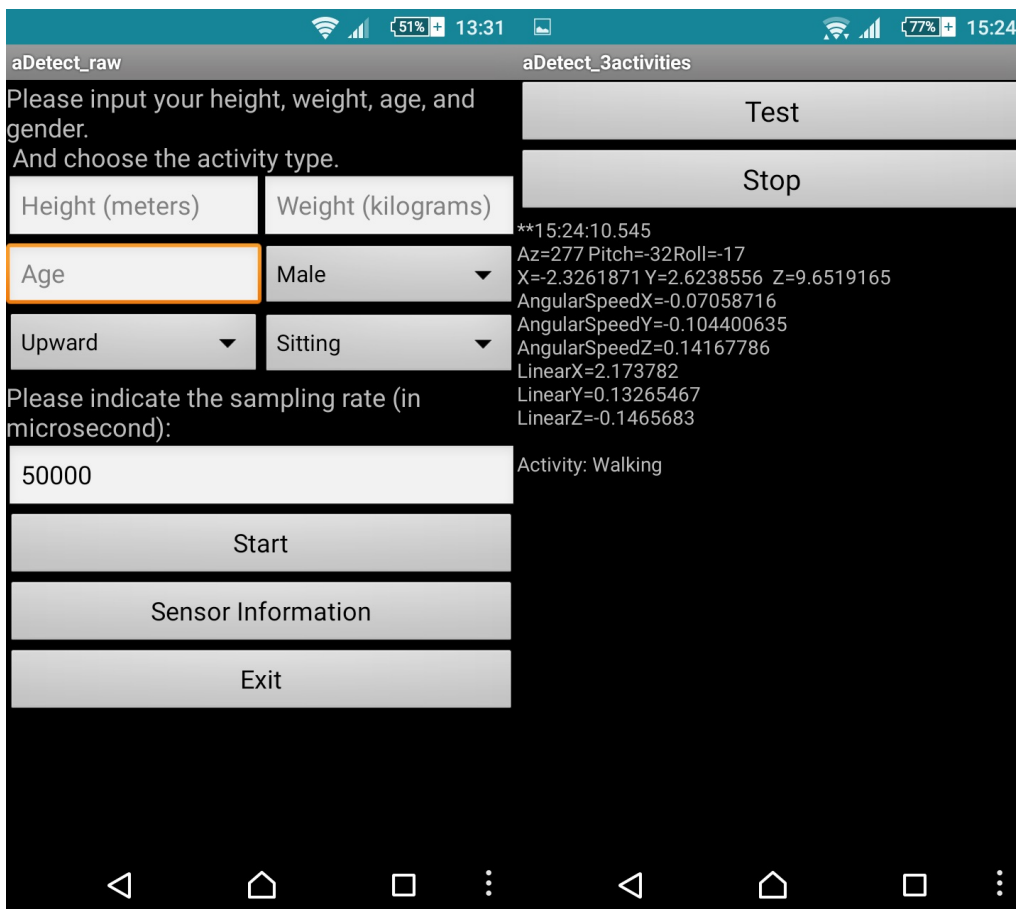 51% + 13:31
aDetect_raw
Please input your height, weight, age, and
gender.
And choose the activity type.
Height (meters) Weight (kilograms)
Age Male
Upward Sitting
Please indicate the sampling rate (in
microsecond):
50000
Start
Sensor Information
Exit
77% + 15:24
aDetect_3activities
Test
Stop
**15:24:10.545
Az=277 Pitch=-32Roll=-17
X=-2.3261871 Y=2.6238556 Z=9.6519165
AngularSpeedX=-0.07058716
AngularSpeedY=-0.104400635
AngularSpeedZ=0.14167786
LinearX=2.173782
LinearY=0.13265467
LinearZ=-0.1465683
Activity: Walking